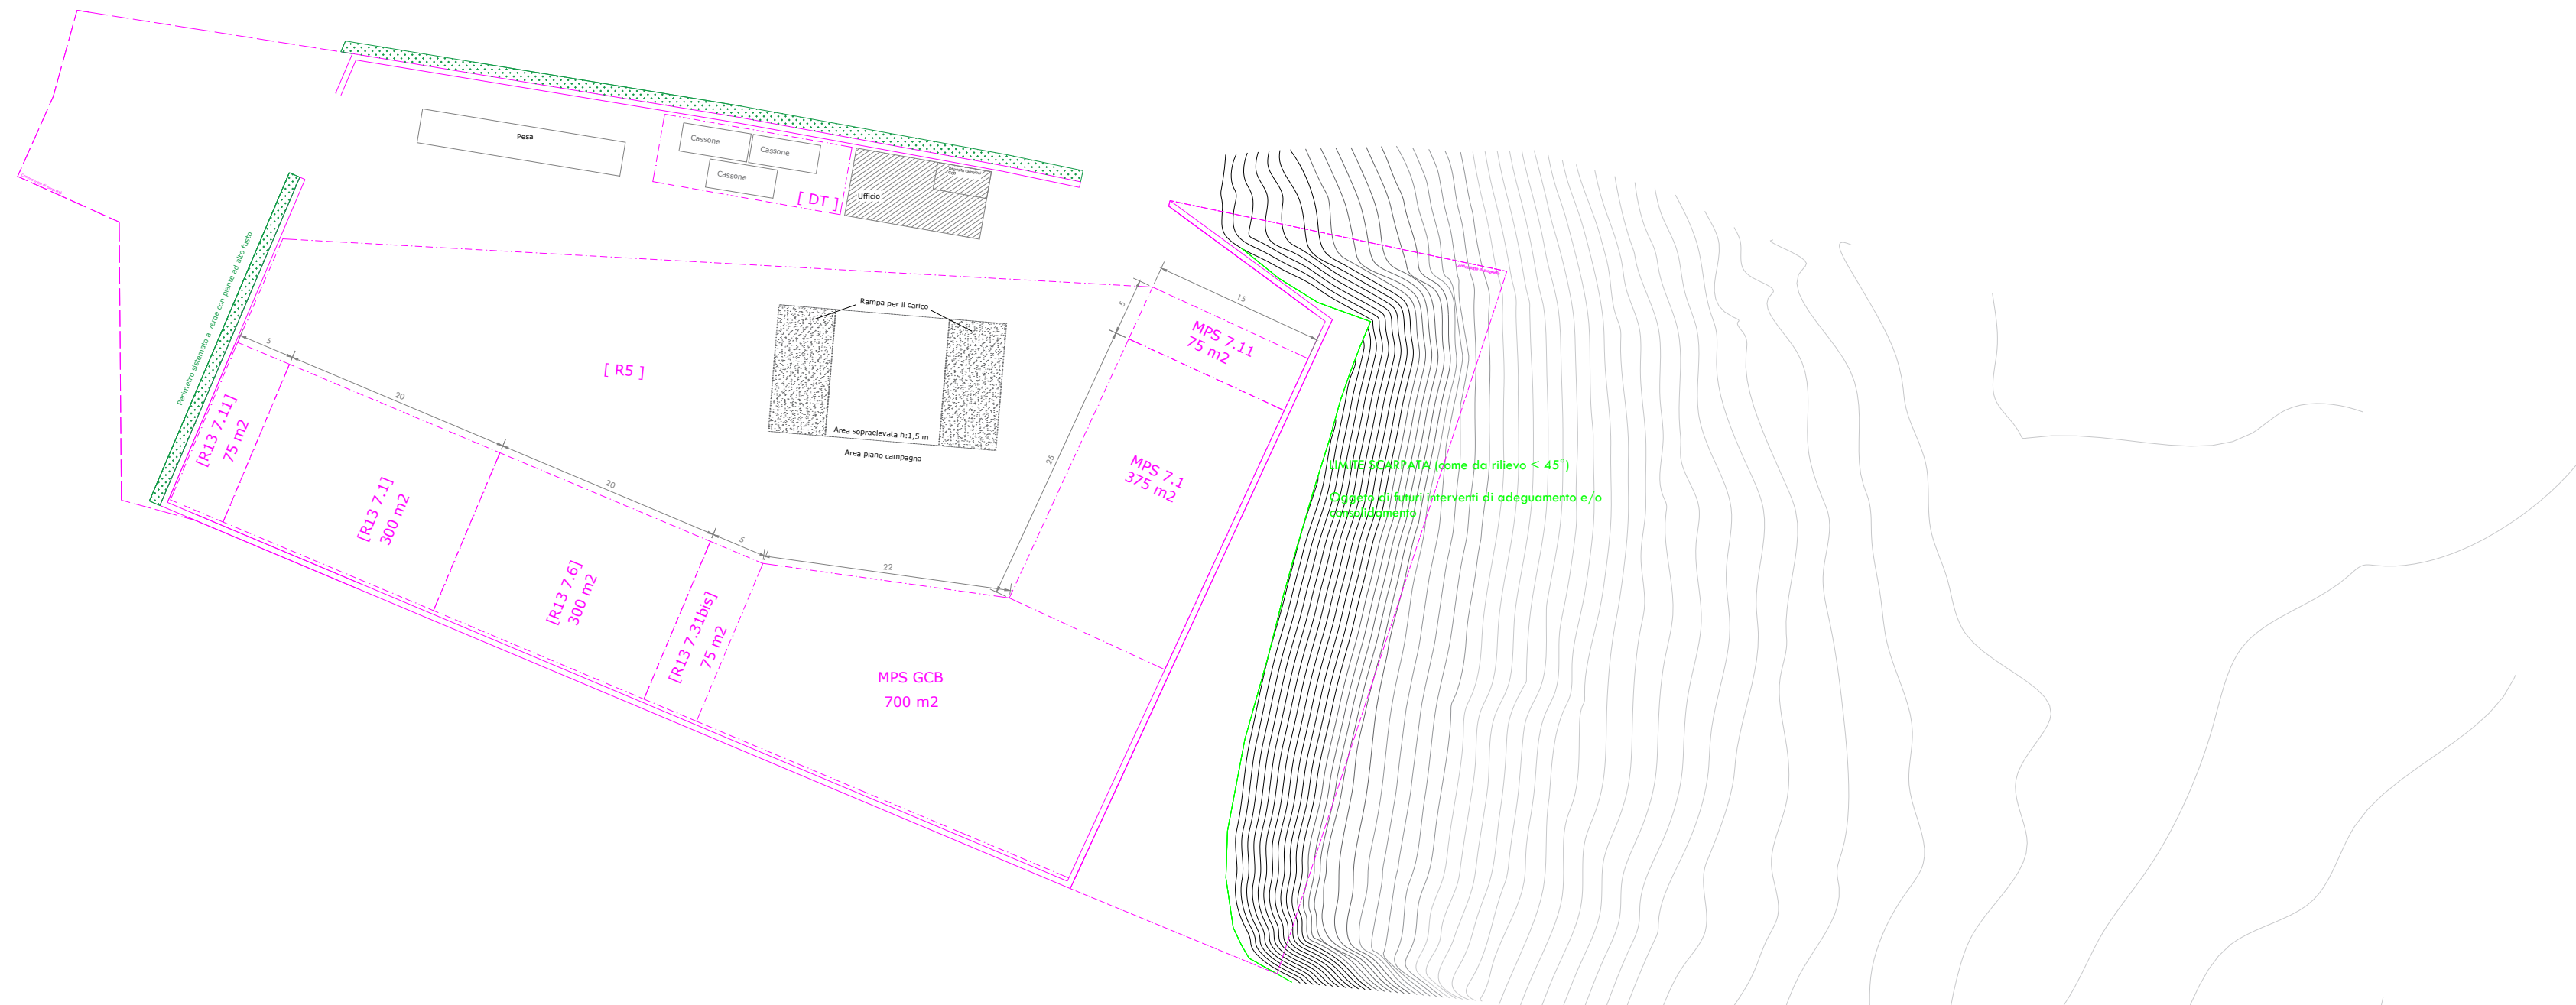 Pesa
Cassone
Cassone
Cassone
[ DT ]
Ufficio
Perimetro sistemato a verde con piante ad alto fusto
Rampa per il carico
[ R5 ]
Area sopraelevata h:1,5 m
Area piano campagna
5
20
20
5
22
25
5
15
[R13 7.11]
75 m2
[R13 7.1]
300 m2
[R13 7.6]
300 m2
[R13 7.31bis]
75 m2
MPS GCB
700 m2
MPS 7.1
375 m2
MPS 7.11
75 m2
LIMITE SCARPATA (come da rilievo < 45°)
Oggeto di futuri interventi di adeguamento e/o
consolidamento